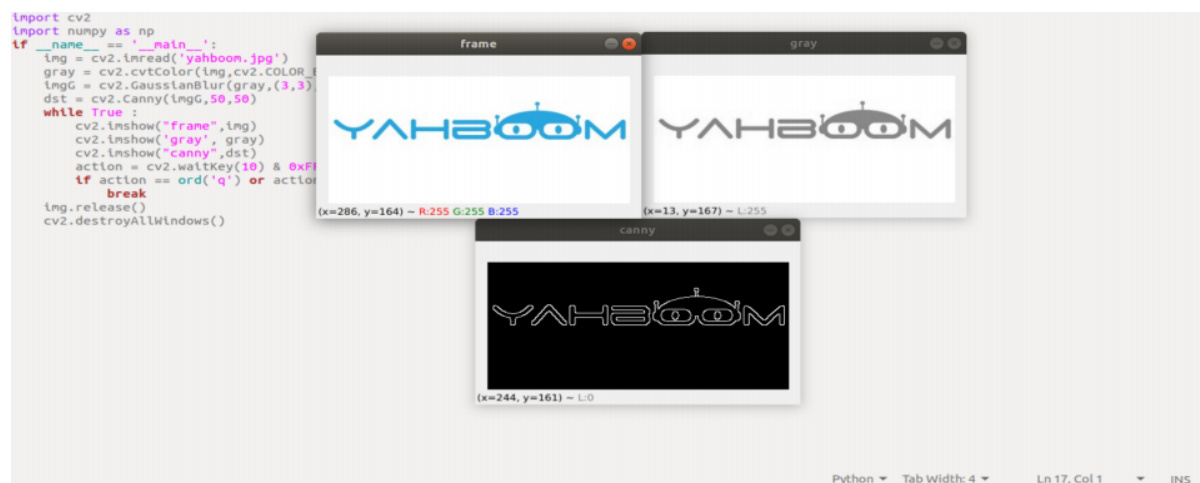 import cv2
import numpy as np
if __name__ == '__main__':
img = cv2.imread('yahboom.jpg')
gray = cv2.cvtColor(img,cv2.COLOR_
imgG = cv2.GaussianBlur(gray,(3,3)
dst = cv2.Canny(imgG,50,50)
while True :
cv2.imshow("frame",img)
cv2.imshow('gray', gray)
cv2.imshow("canny",dst)
action = cv2.waitKey(10) & 0xF
if action == ord('q') or action
break
img.release()
cv2.destroyAllWindows()
frame
YAHBOOM
(x=286, y=164) ~ R:255 G:255 B:255
gray
YAHBOOM
(x=13, y=167) ~ L:255
canny
YAHBOOM
(x=244, y=161) ~ L:0
Python Tab Width: 4 Ln 17, Col 1 INS